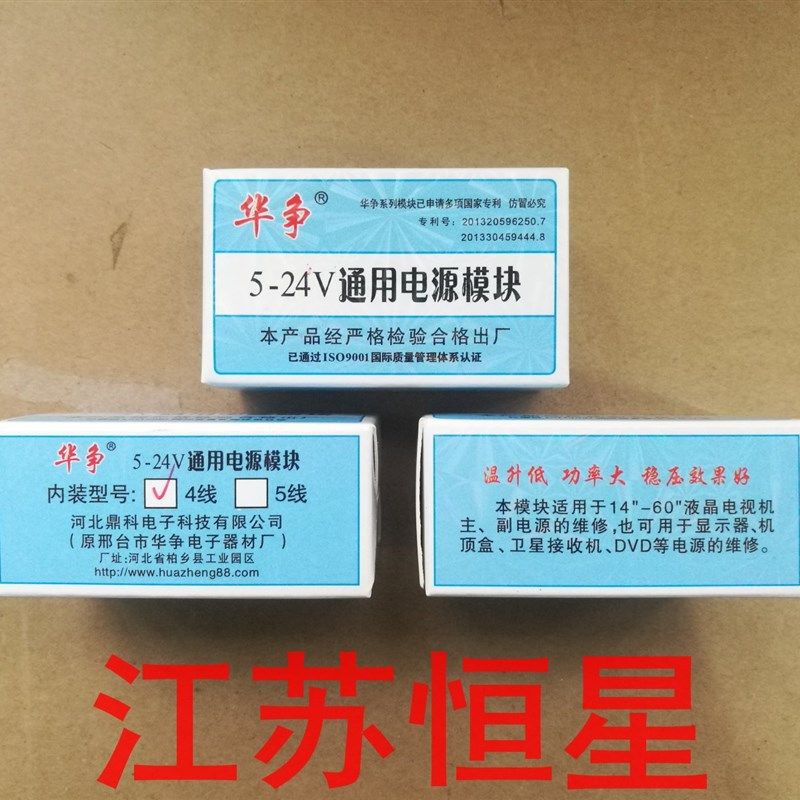 华争®
华争系列模块已申请多项国家专利 仿冒必究
专利号：201320596250.7
201330459444.8
5-24V通用电源模块
本产品经严格检验合格出厂
已通过ISO9001国际质量管理体系认证
华争® 5-24V通用电源模块
内装型号: ✓ 4线 5线
河北鼎科电子科技有限公司
(原邢台市华争电子器材厂)
厂址:河北省柏乡县工业园区
http://www.huazheng88.com
温升低 功率大 稳压效果好
本模块适用于14"-60"液晶电视机
主、副电源的维修,也可用于显示器、机
顶盒、卫星接收机、DVD等电源的维修。
江苏恒星